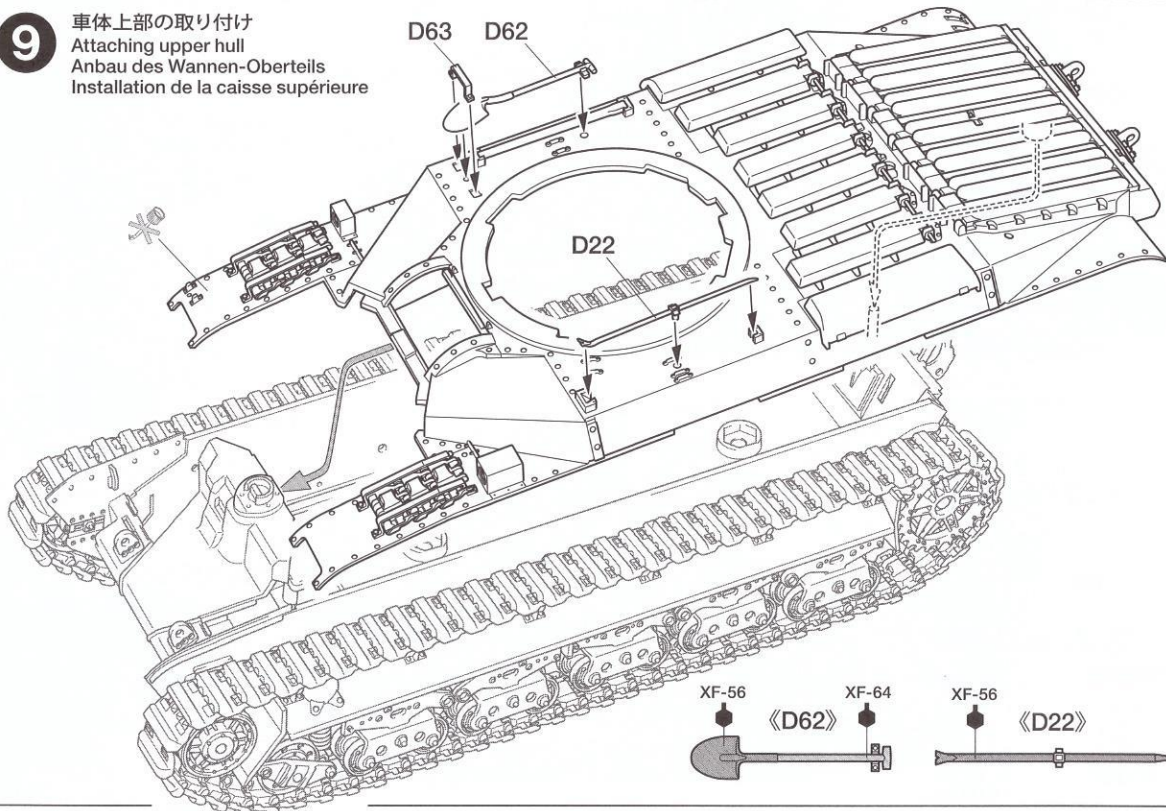 9
車体上部の取り付け
Attaching upper hull
Anbau des Wannen-Oberteils
Installation de la caisse supérieure
D63 D62
D22
XF-56 《D62》 XF-64
XF-56 《D22》